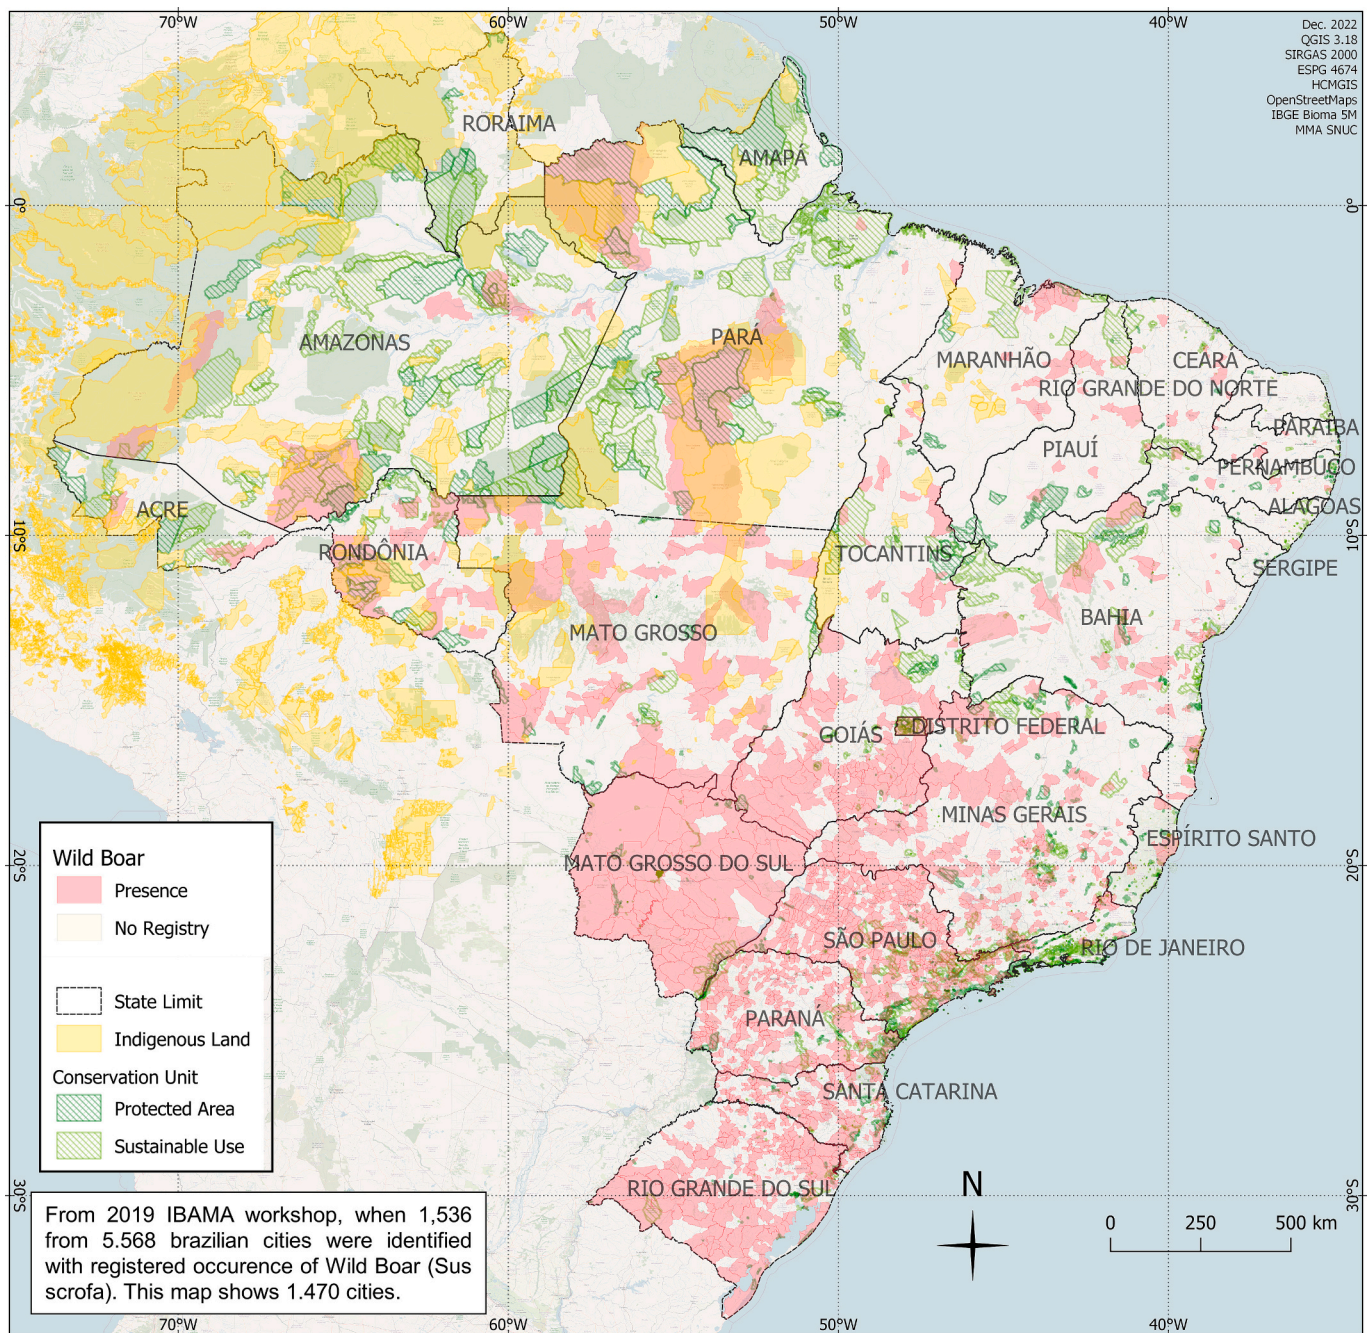 70°W
60°W
50°W
40°W
Dec. 2022
QGIS 3.18
SIRGAS 2000
ESPG 4674
HCMGIS
OpenStreetMaps
IBGE Bioma 5M
MMA SNUC
RORAIMA
AMAPÁ
0°
0°
AMAZONAS
PARÁ
MARANHÃO
CEARÁ
RIO GRANDE DO NORTE
PARAÍBA
PIAUÍ
PERNAMBUCO
ACRE
ALAGOAS
10°S
10°S
RONDÔNIA
TOCANTINS
SERGIPE
MATO GROSSO
BAHIA
GOIÁS
DISTRITO FEDERAL
MINAS GERAIS
ESPÍRITO SANTO
MATO GROSSO DO SUL
20°S
20°S
SÃO PAULO
RIO DE JANEIRO
PARANÁ
SANTA CATARINA
RIO GRANDE DO SUL
30°S
30°S
Wild Boar
Presence
No Registry
State Limit
Indigenous Land
Conservation Unit
Protected Area
Sustainable Use
From 2019 IBAMA workshop, when 1,536
from 5.568 brazilian cities were identified
with registered occurence of Wild Boar (Sus
scrofa). This map shows 1.470 cities.
N
0 250 500 km
70°W
60°W
50°W
40°W